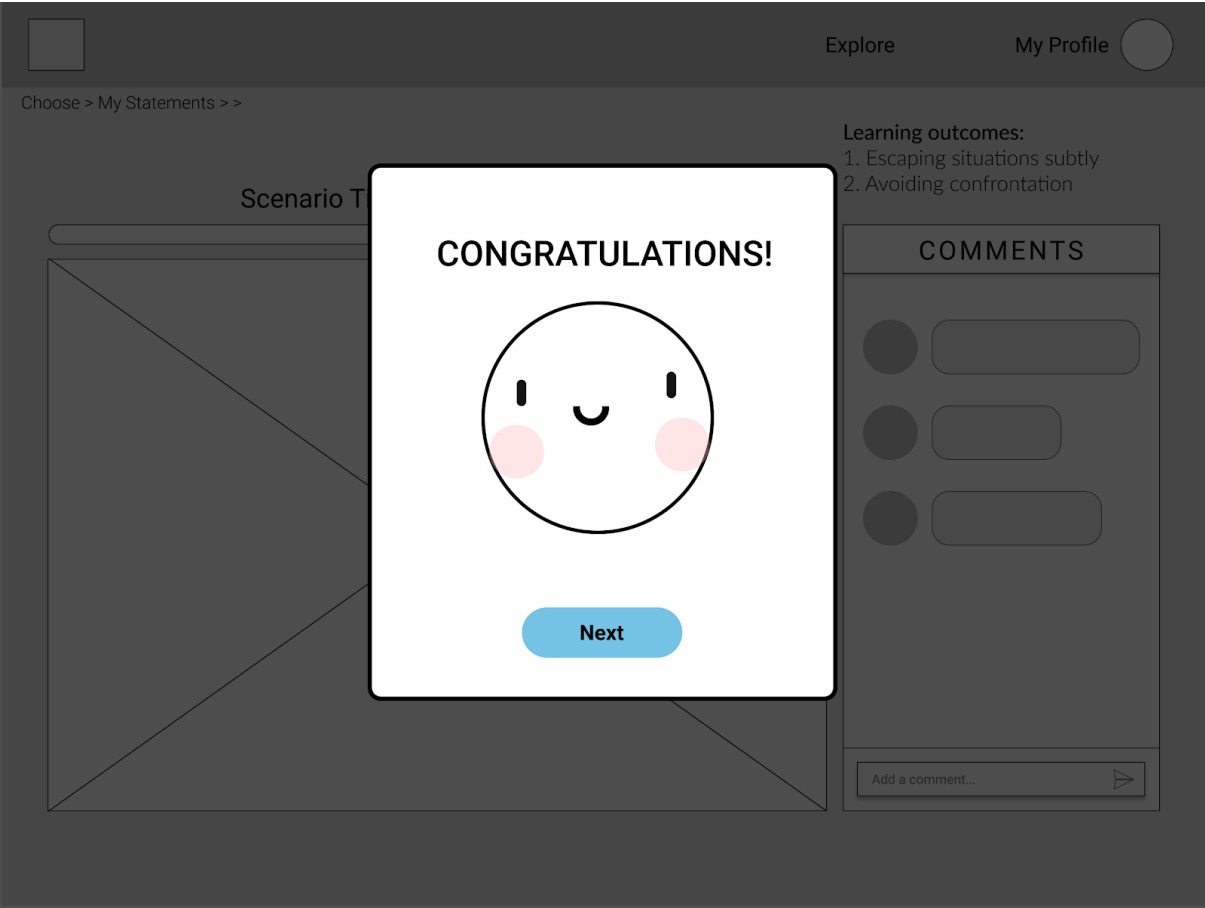 Explore
My Profile
Choose > My Statements > >
Learning outcomes:
1. Escaping situations subtly
2. Avoiding confrontation
Scenario
CONGRATULATIONS!
Next
COMMENTS
Add a comment...